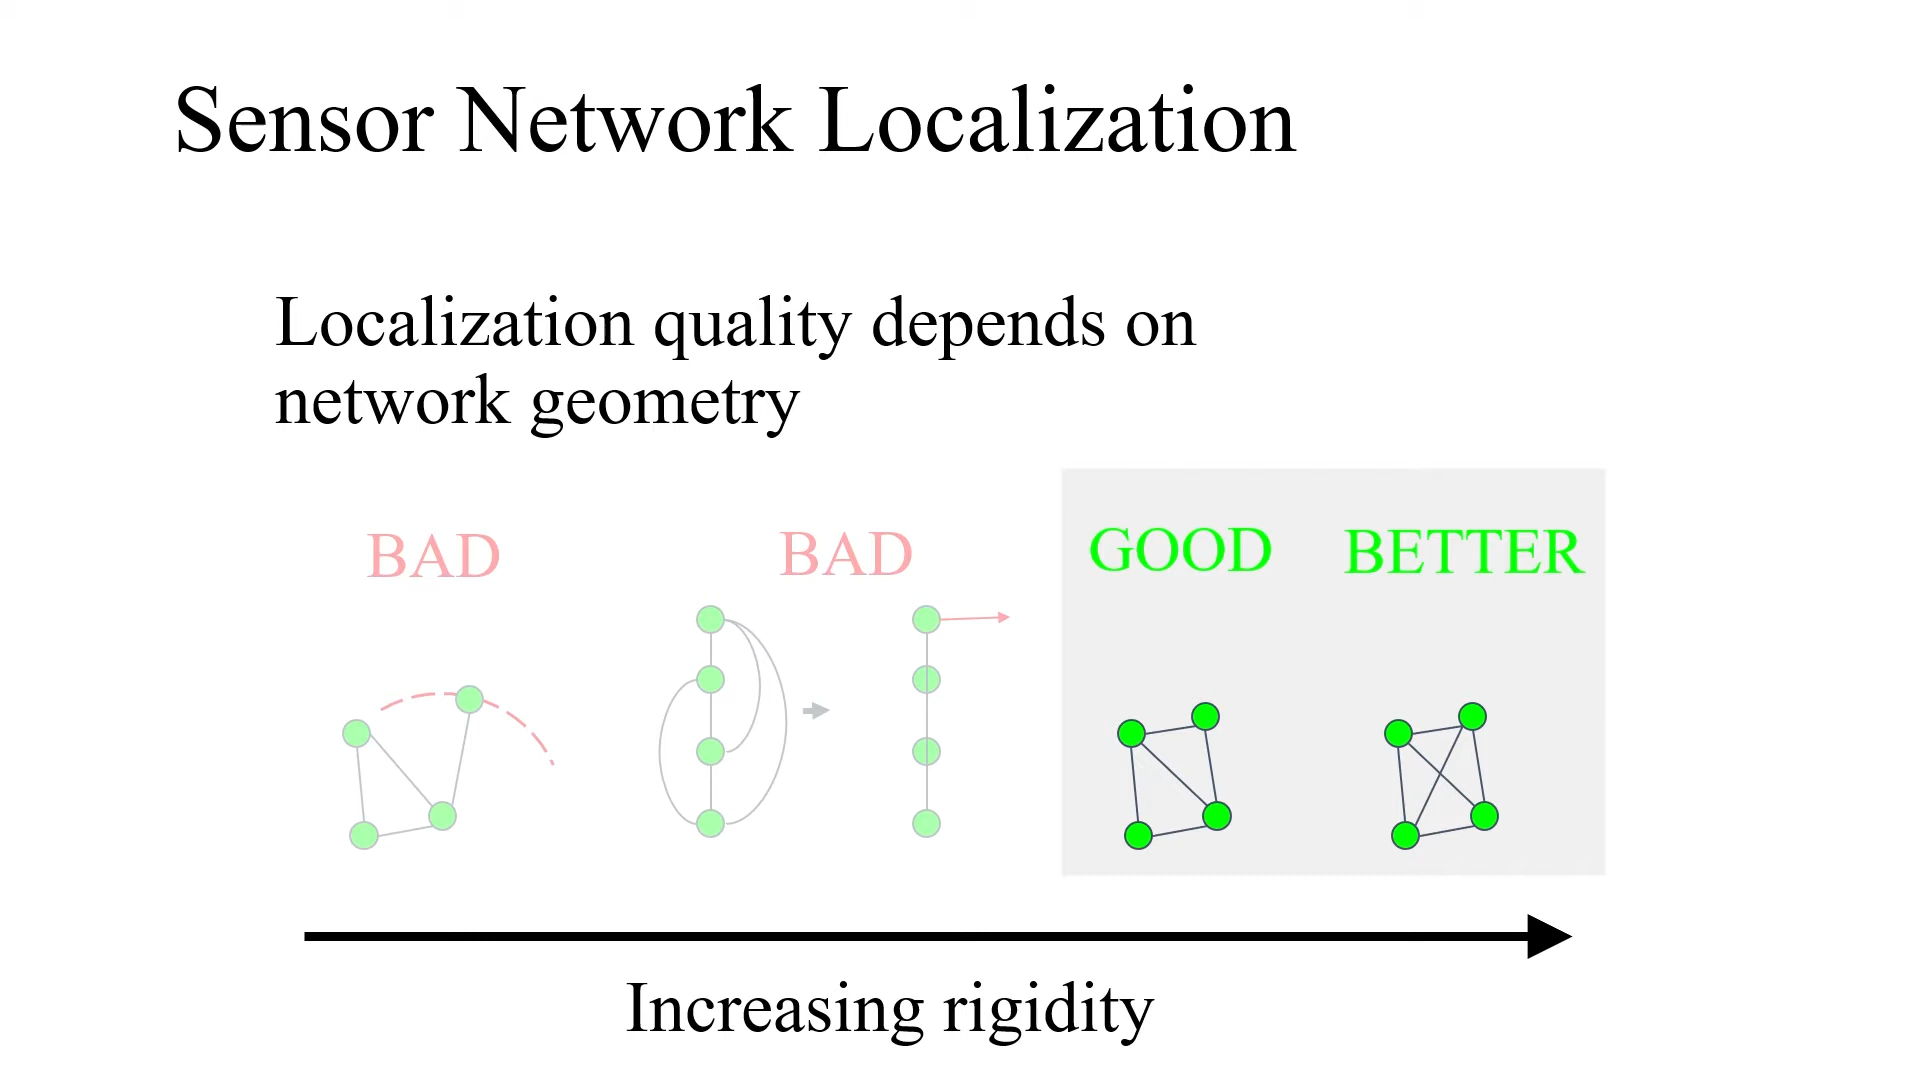 Sensor Network Localization
Localization quality depends on
network geometry
BAD
BAD
GOOD
BETTER
Increasing rigidity